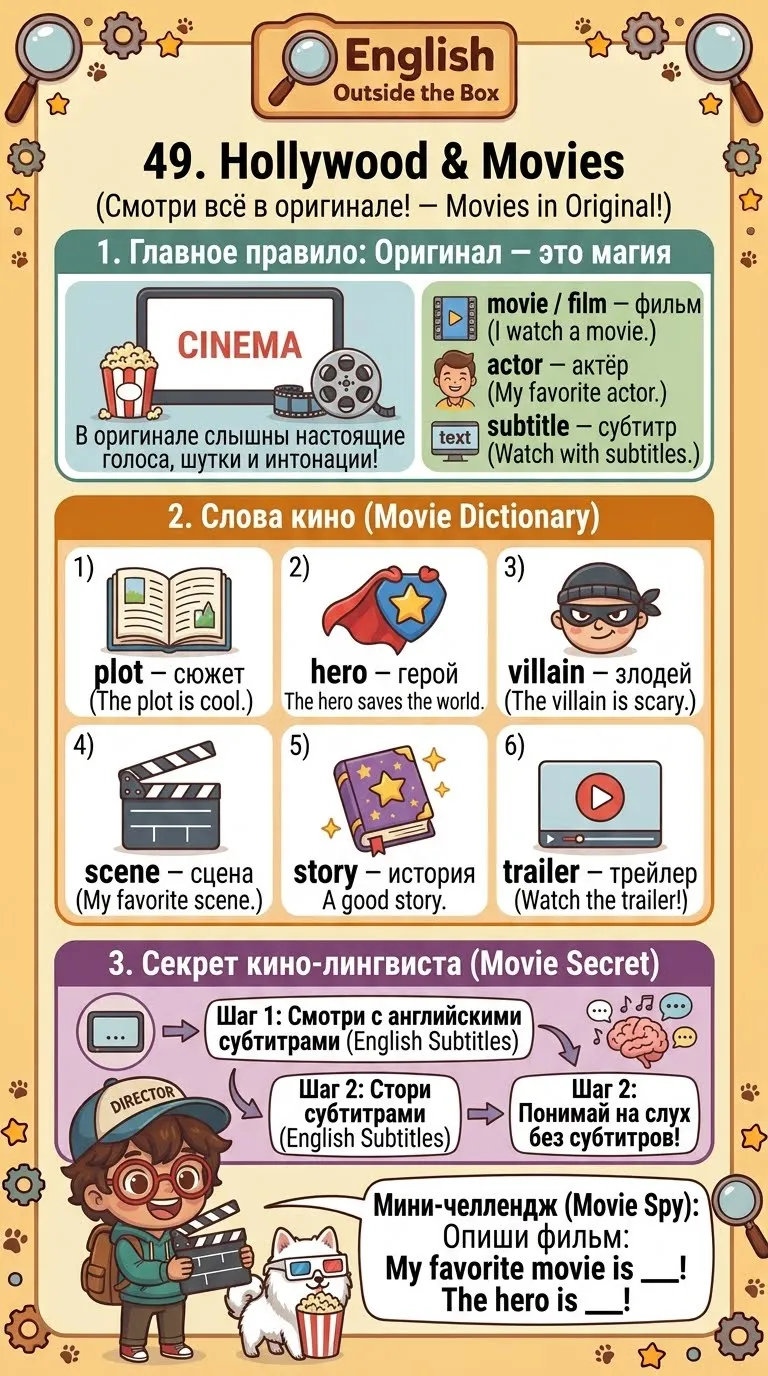 English
Outside the Box
49. Hollywood & Movies
(Смотри всё в оригинале! — Movies in Original!)
1. Главное правило: Оригинал — это магия
CINEMA
В оригинале слышны настоящие
голоса, шутки и интонации!
movie / film — фильм
(I watch a movie.)
actor — актёр
(My favorite actor.)
text
subtitle — субтитр
(Watch with subtitles.)
2. Слова кино (Movie Dictionary)
1)
plot — сюжет
(The plot is cool.)
2)
hero — герой
The hero saves the world.
3)
villain — злодей
(The villain is scary.)
4)
scene — сцена
(My favorite scene.)
5)
story — история
A good story.
6)
trailer — трейлер
(Watch the trailer!)
3. Секрет кино-лингвиста (Movie Secret)
Шаг 1: Смотри с английскими
субтитрами (English Subtitles)
Шаг 2: Стори
субтитрами
(English Subtitles)
Шаг 2:
Понимай на слух
без субтитров!
DIRECTOR
Мини-челлендж (Movie Spy):
Опиши фильм:
My favorite movie is ___!
The hero is ___!